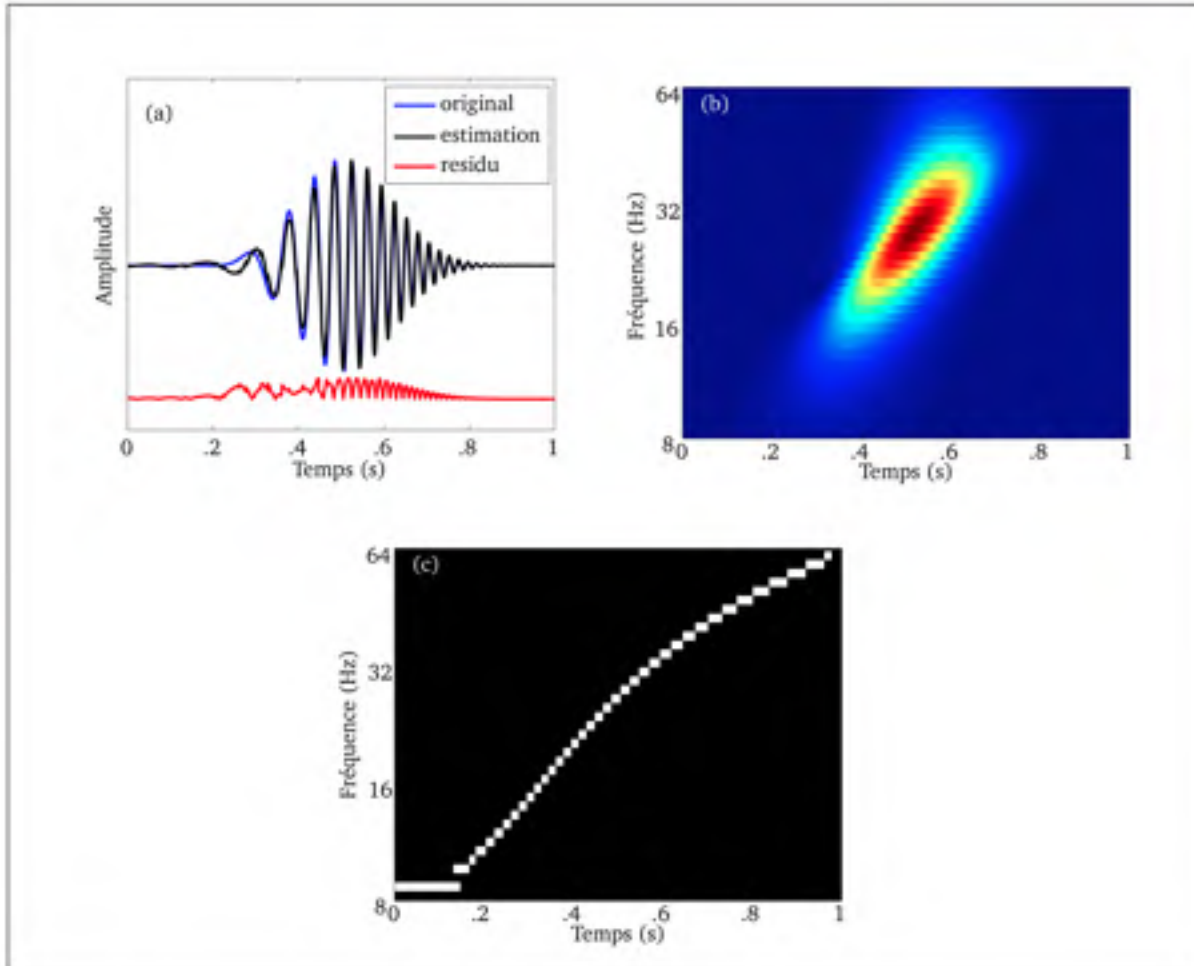 (a)
original
estimation
residu
Amplitude
0 .2 .4 .6 .8 1
Temps (s)
(b)
64
32
16
8
Fréquence (Hz)
0 .2 .4 .6 .8 1
Temps (s)
(c)
64
32
16
8
Fréquence (Hz)
0 .2 .4 .6 .8 1
Temps (s)